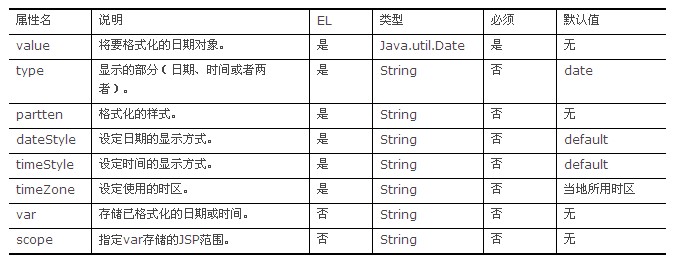 属性名 说明 EL 类型 必须 默认值
value 将要格式化的日期对象。 是 Java.util.Date 是 无
type 显示的部分（日期、时间或者两 是 String 否 date
者）。
partten 格式化的样式。 是 String 否 无
dateStyle 设定日期的显示方式。 是 String 否 default
timeStyle 设定时间的显示方式。 是 String 否 default
timeZone 设定使用的时区。 是 String 否 当地所用时区
var 存储已格式化的日期或时间。 否 String 否 无
scope 指定var存储的JSP范围。 否 String 否 无